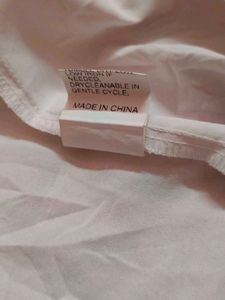 NEEDED.
DRYCLEANABLE IN
GENTLE CYCLE.
MADE IN CHINA